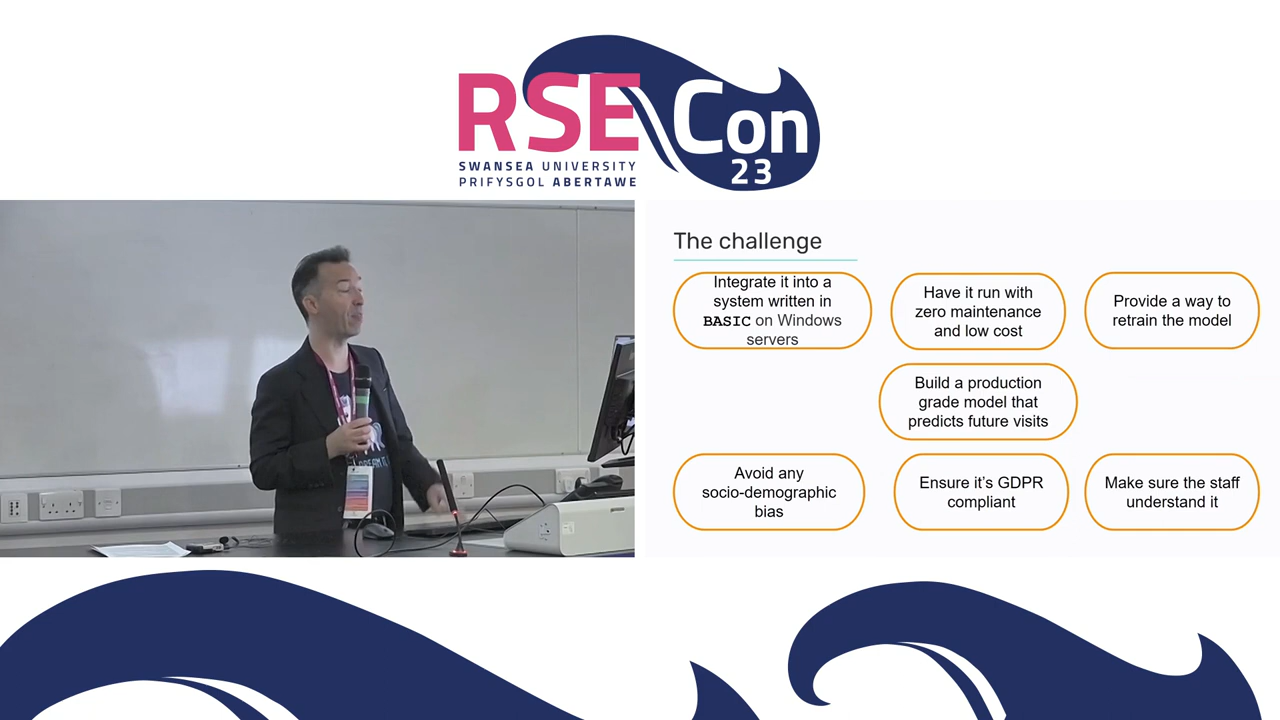 RSE Con
23
SWANSEA UNIVERSITY
PRIFYSGOL ABERTAWE
The challenge
Integrate it into a
system written in
BASIC on Windows
servers
Have it run with
zero maintenance
and low cost
Provide a way to
retrain the model
Build a production
grade model that
predicts future visits
Avoid any
socio-demographic
bias
Ensure it’s GDPR
compliant
Make sure the staff
understand it